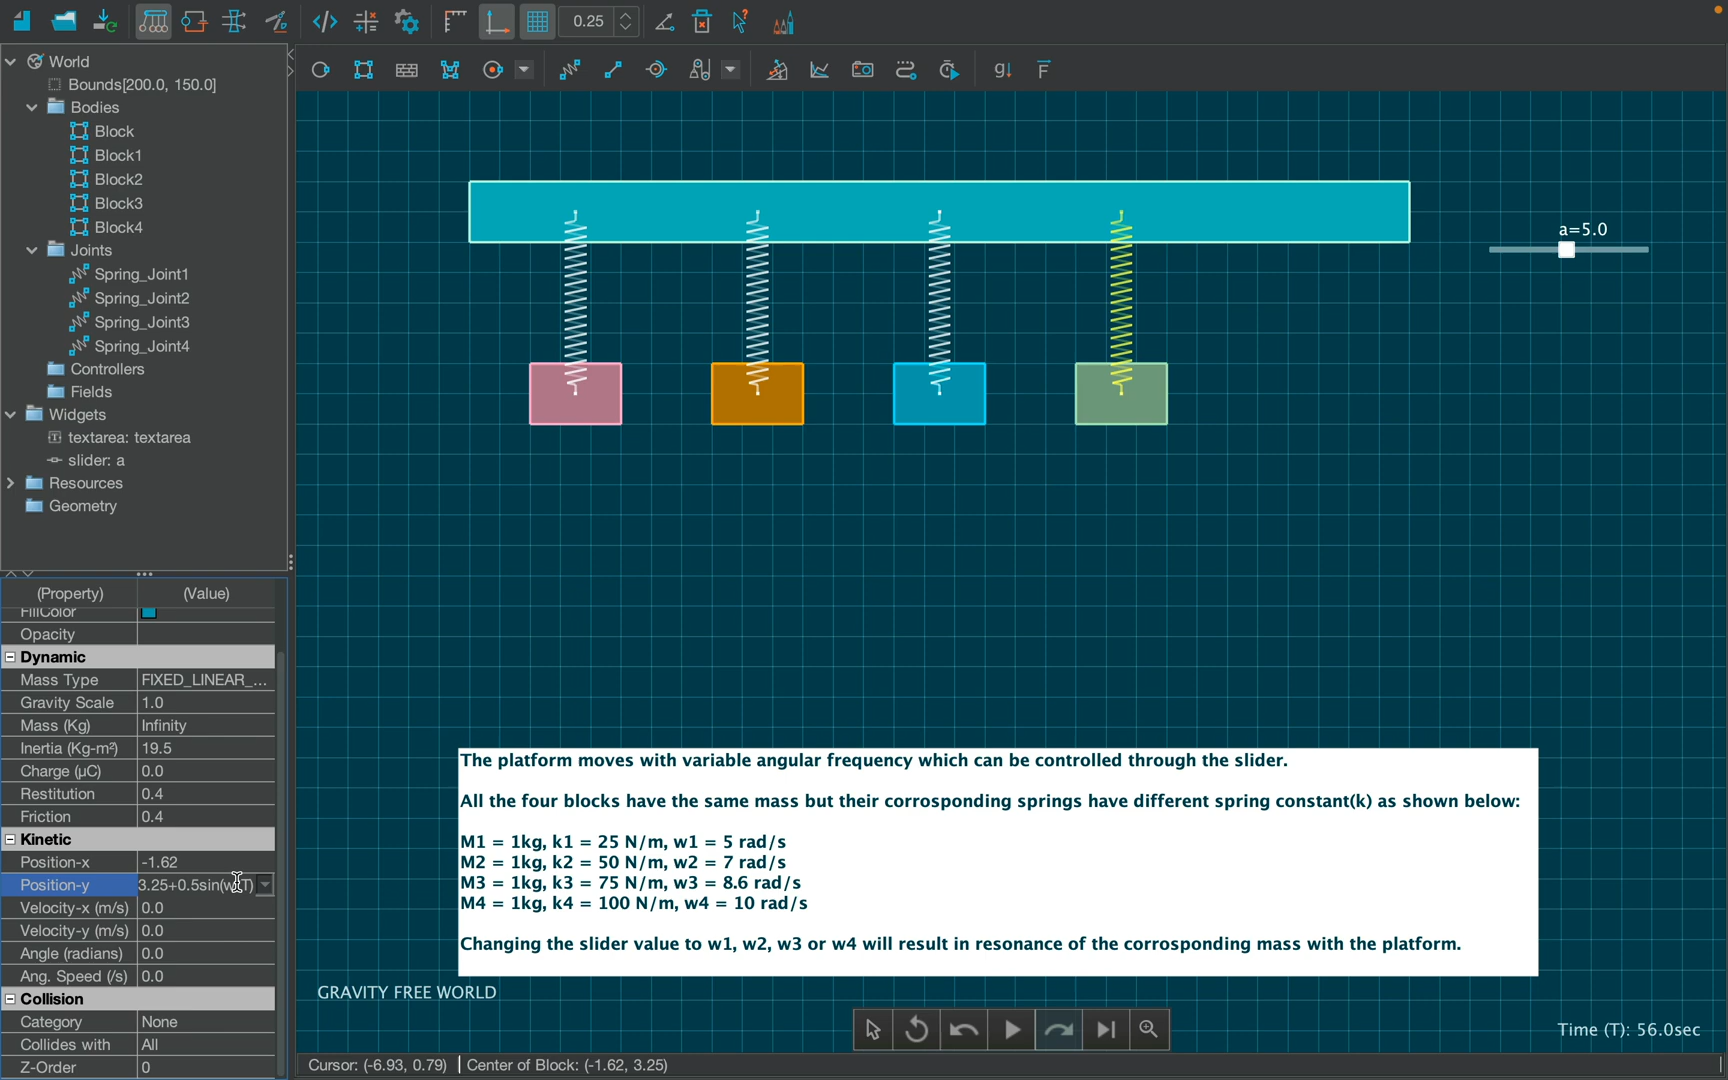 0.25
World
Bounds[200.0, 150.0]
Bodies
Block
Block1
Block2
Block3
Block4
Joints
Spring_Joint1
Spring_Joint2
Spring_Joint3
Spring_Joint4
Controllers
Fields
Widgets
textarea: textarea
slider: a
Resources
Geometry
(Property) (Value)
FillColor
Opacity
Dynamic
Mass Type FIXED_LINEAR_...
Gravity Scale 1.0
Mass (Kg) Infinity
Inertia (Kg-m²) 19.5
Charge (µC) 0.0
Restitution 0.4
Friction 0.4
Kinetic
Position-x -1.62
Position-y
Velocity-x (m/s) 0.0
Velocity-y (m/s) 0.0
Angle (radians) 0.0
Ang. Speed (/s) 0.0
Collision
Category None
Collides with All
Z-Order 0
g F
a=5.0
The platform moves with variable angular frequency which can be controlled through the slider.
All the four blocks have the same mass but their corrosponding springs have different spring constant(k) as shown below:
M1 = 1kg, k1 = 25 N/m, w1 = 5 rad/s
M2 = 1kg, k2 = 50 N/m, w2 = 7 rad/s
M3 = 1kg, k3 = 75 N/m, w3 = 8.6 rad/s
M4 = 1kg, k4 = 100 N/m, w4 = 10 rad/s
Changing the slider value to w1, w2, w3 or w4 will result in resonance of the corrosponding mass with the platform.
GRAVITY FREE WORLD
Time (T): 56.0sec
Cursor: (-6.93, 0.79) Center of Block: (-1.62, 3.25)